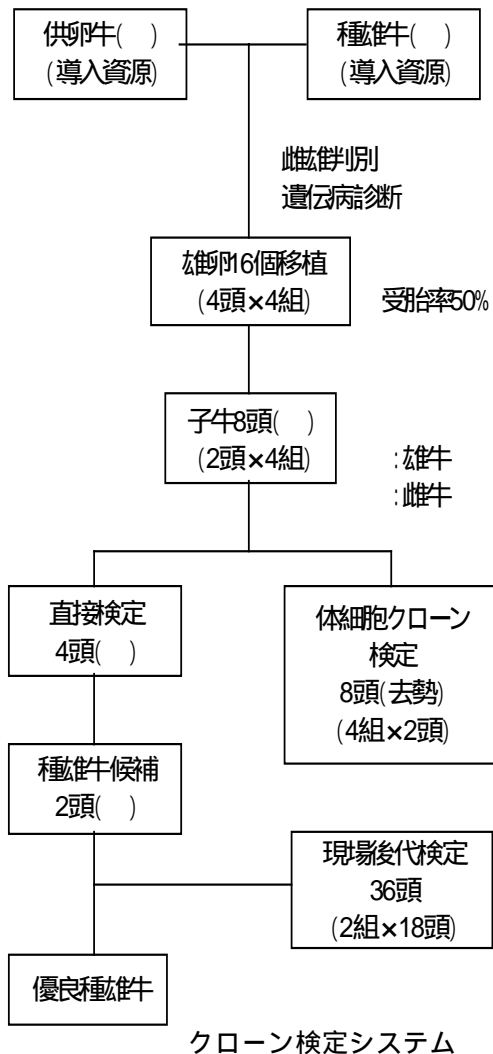 供卵牛( )
(導入資源)
種雄牛( )
(導入資源)
雌雄判別
遺伝病診断
雄卵16個移植
(4頭×4組)
受胎率50%
子牛8頭( )
(2頭×4組)
:雄牛
:雌牛
直接検定
4頭( )
体細胞クローン
検定
8頭(去勢)
(4組×2頭)
種雄牛候補
2頭( )
現場後代検定
36頭
(2組×18頭)
優良種雄牛
クローン検定システム